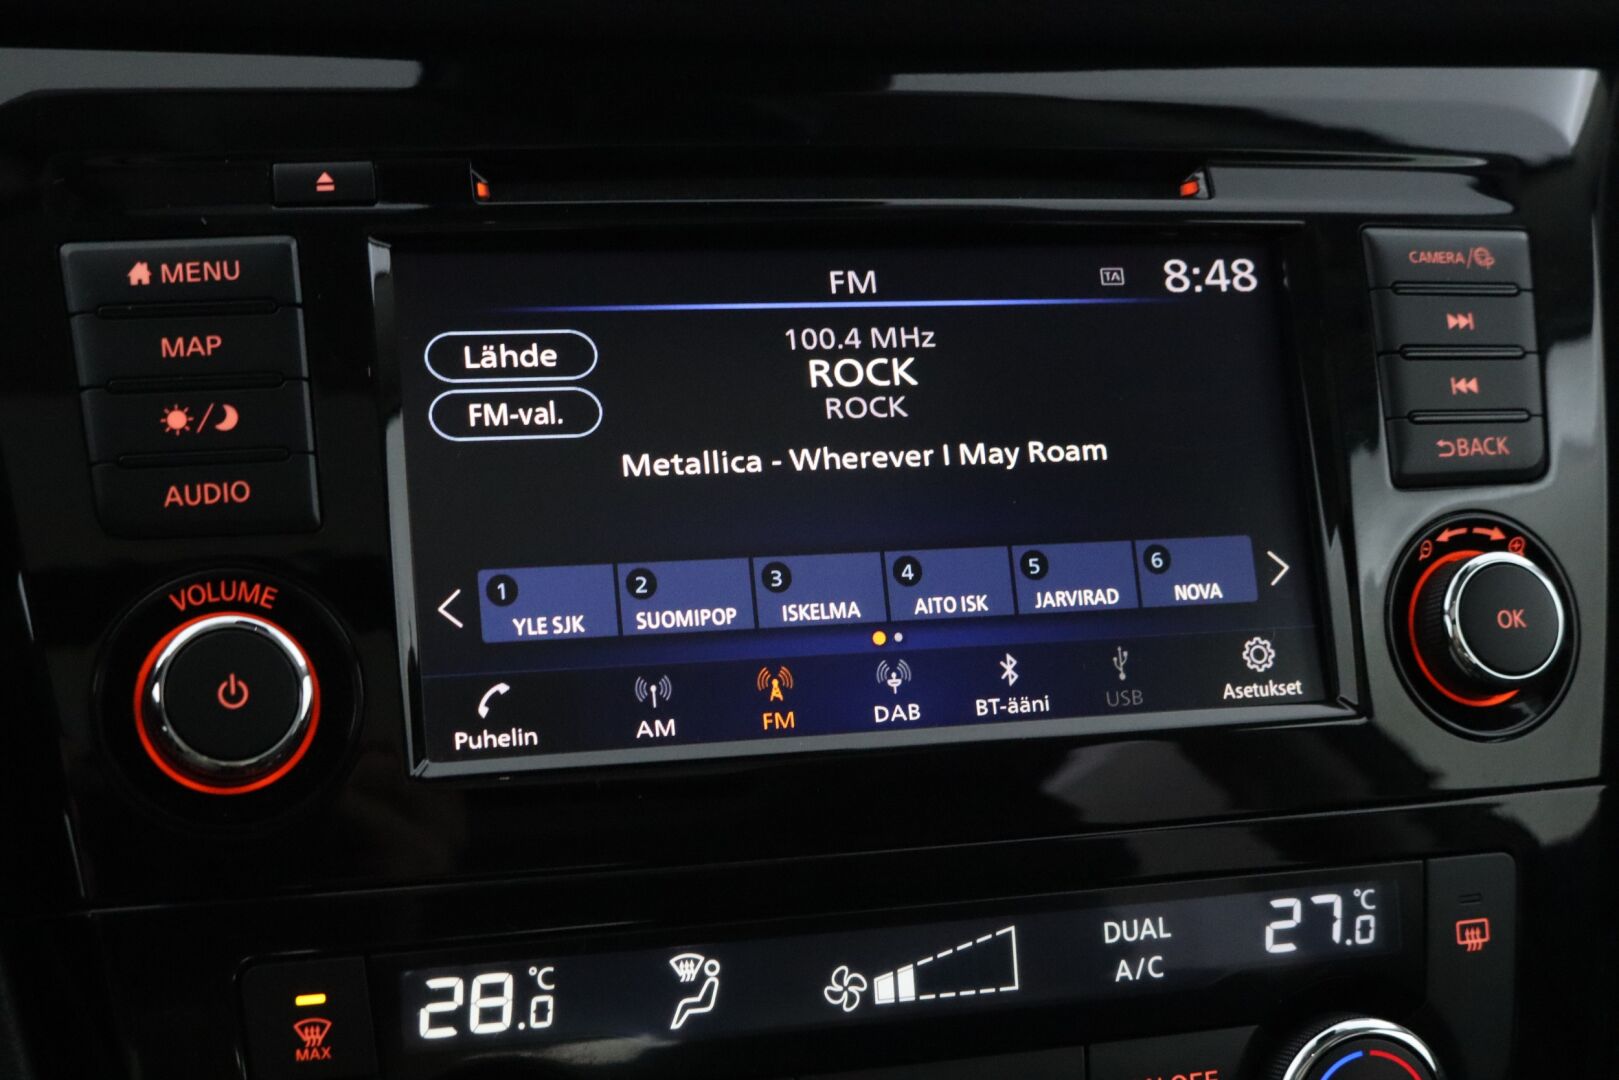 MENU
MAP
AUDIO
VOLUME
FM
TA
8:48
Lähde
FM-val.
100.4 MHz
ROCK
ROCK
Metallica - Wherever I May Roam
1 YLE SJK
2 SUOMIPOP
3 ISKELMA
4 AITO ISK
5 JARVIRAD
6 NOVA
Puhelin
AM
FM
DAB
BT-ääni
USB
Asetukset
CAMERA/
BACK
OK
MAX
28.0 °C
DUAL
A/C
27.0 °C